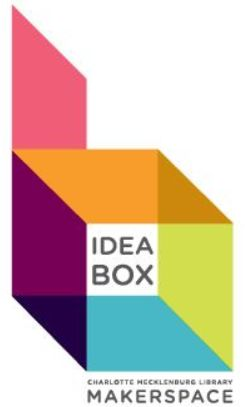 IDEA
BOX
CHARLOTTE MECKLENBURG LIBRARY
MAKERSPACE